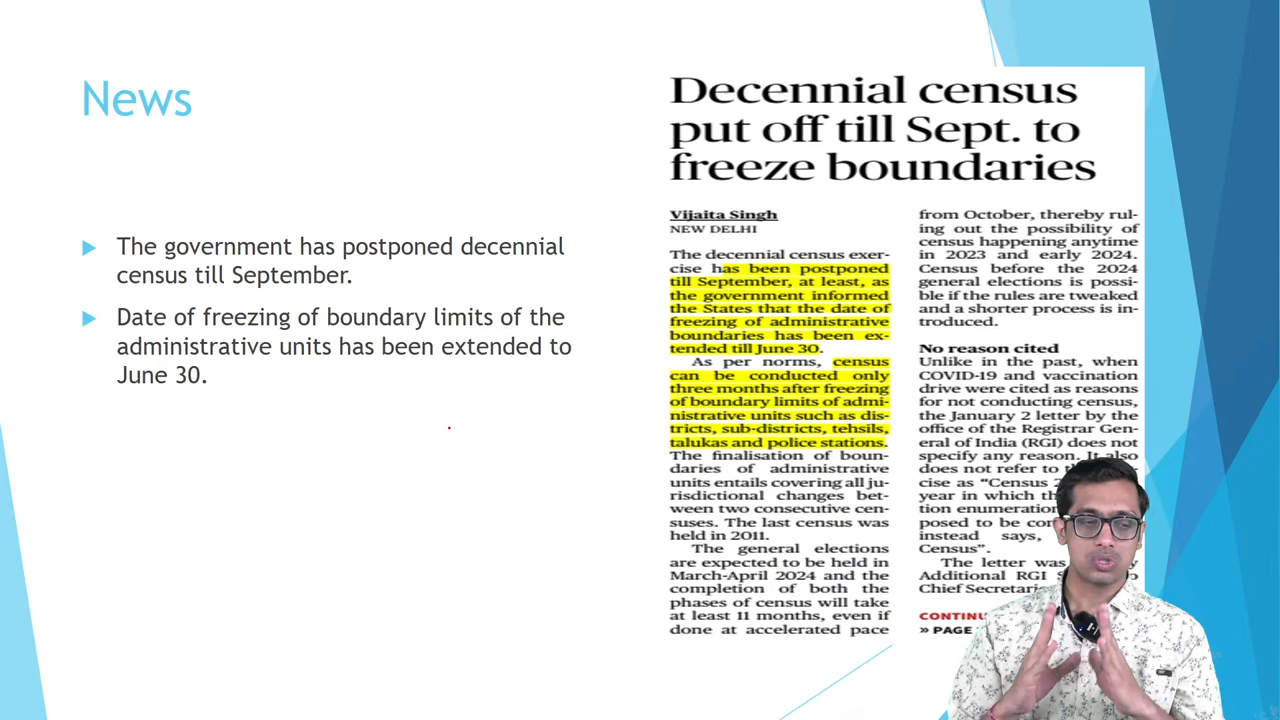 News
The government has postponed decennial
census till September.
Date of freezing of boundary limits of the
administrative units has been extended to
June 30.
Decennial census
put off till Sept. to
freeze boundaries
Vijaita Singh
NEW DELHI
The decennial census exer-
cise has been postponed
till September, at least, as
the government informed
the States that the date of
freezing of administrative
boundaries has been ex-
tended till June 30.
As per norms, census
can be conducted only
three months after freezing
of boundary limits of admi-
nistrative units such as dis-
tricts, sub-districts, tehsils,
talukas and police stations.
The finalisation of boun-
daries of administrative
units entails covering all ju-
risdictional changes bet-
ween two consecutive cen-
suses. The last census was
held in 2011.
The general elections
are expected to be held in
March-April 2024 and the
completion of both the
phases of census will take
at least 11 months, even if
done at accelerated pace
from October, thereby rul-
ing out the possibility of
census happening anytime
in 2023 and early 2024.
Census before the 2024
general elections is possi-
ble if the rules are tweaked
and a shorter process is in-
troduced.
No reason cited
Unlike in the past, when
COVID-19 and vaccination
drive were cited as reasons
for not conducting census,
the January 2 letter by the
office of the Registrar Gen-
eral of India (RGI) does not
specify any reason. It also
does not refer to
cise as “Census
year in which
tion enumeration
posed to be
instead says,
Census”.
The letter was
Additional RGI
Chief
» PAGE